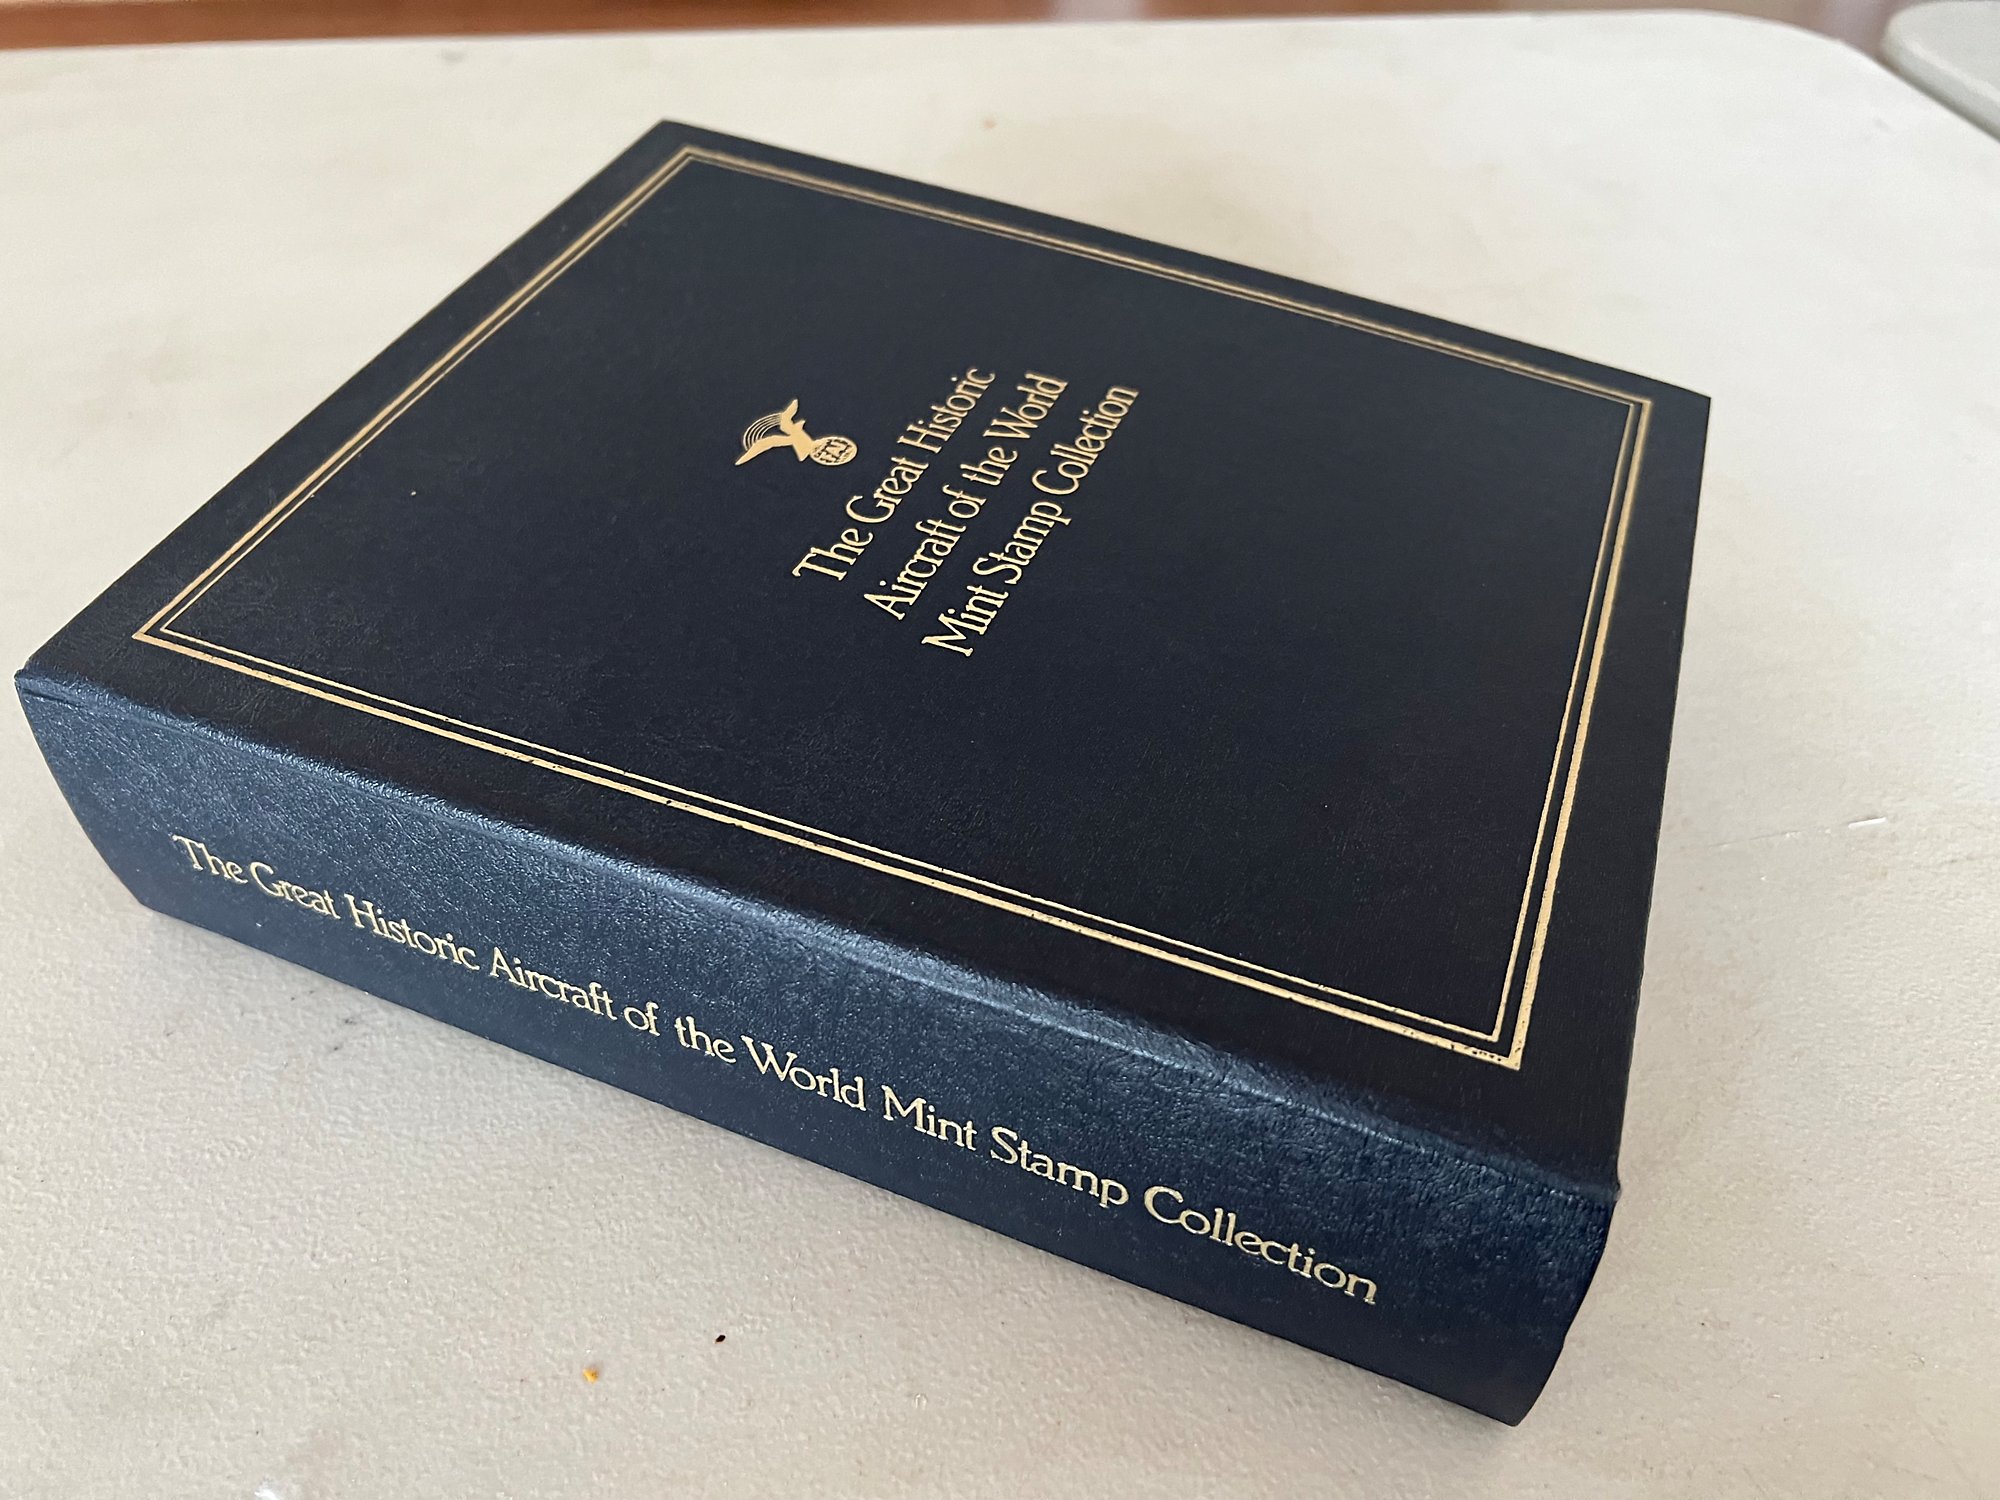 The Great Historic
Aircraft of the World
Mint Stamp Collection
The Great Historic Aircraft of the World Mint Stamp Collection